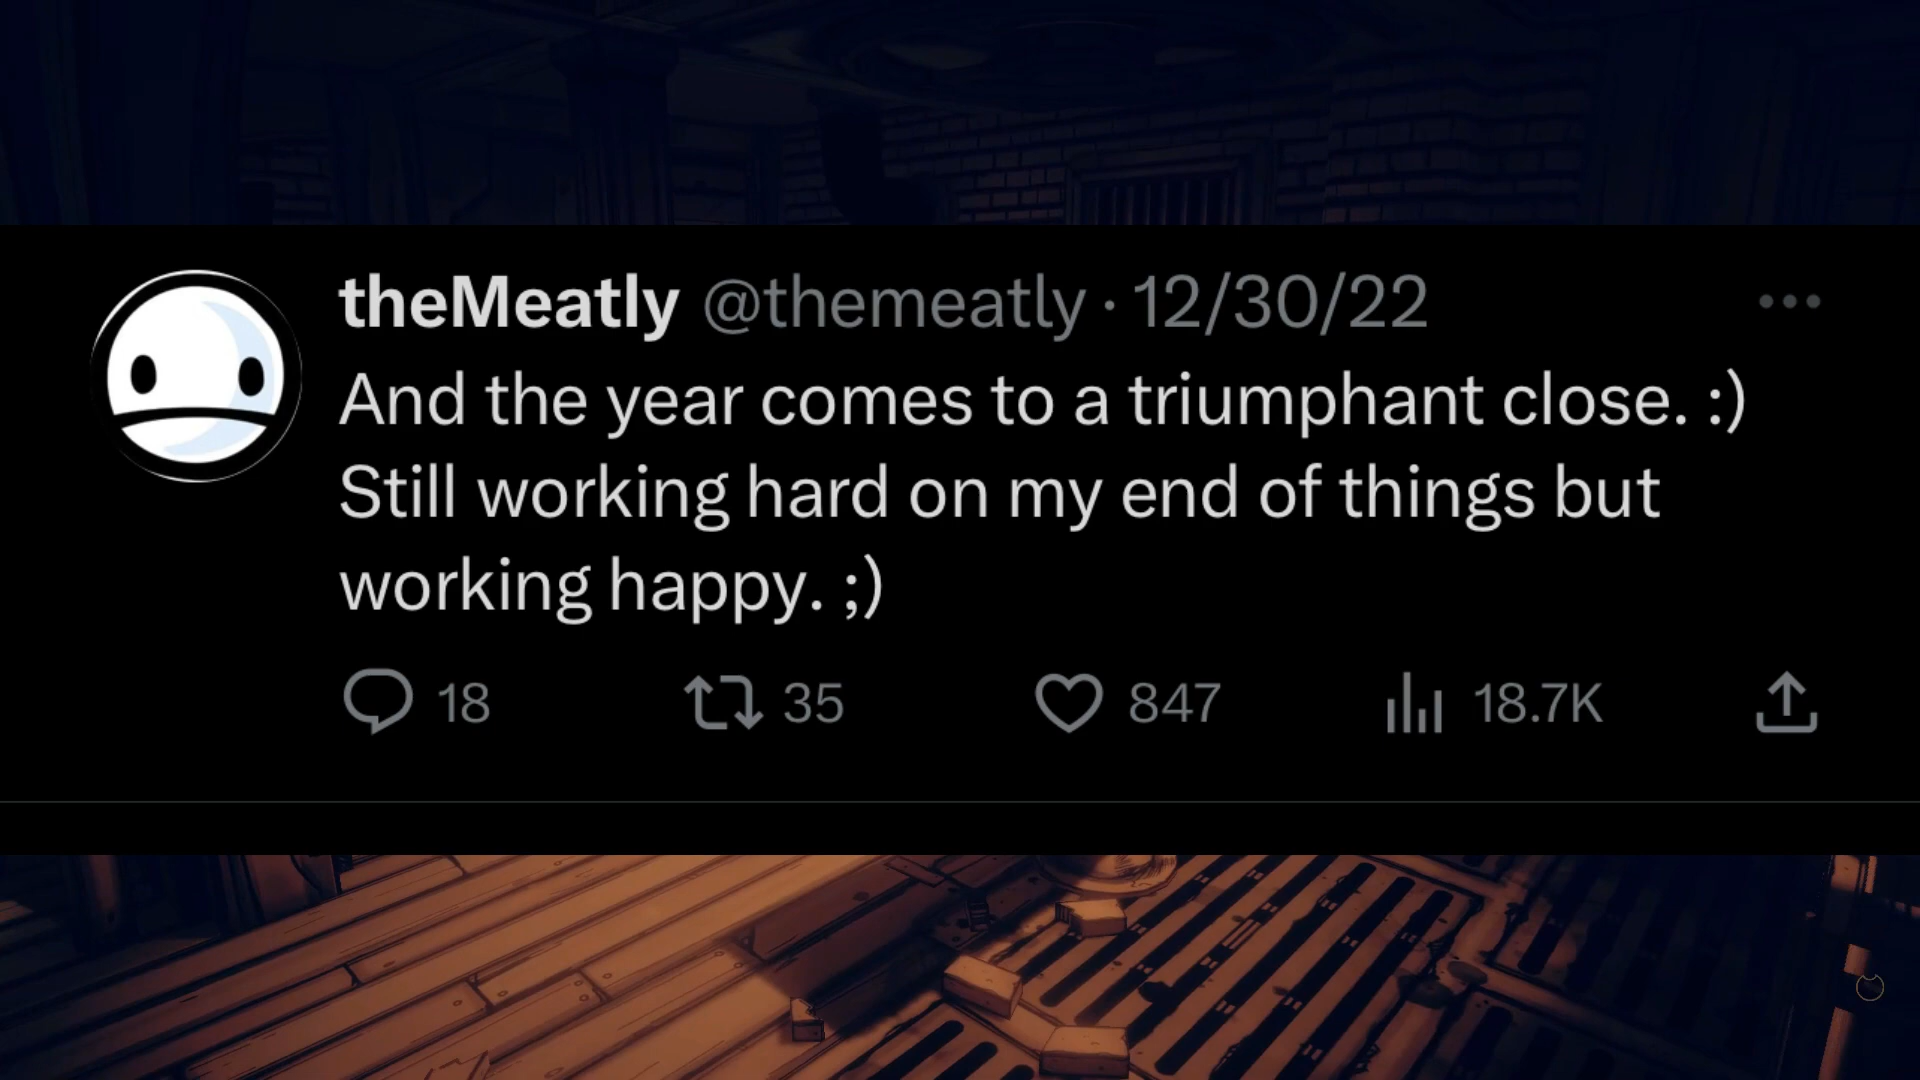 theMeatly @themeatly · 12/30/22
And the year comes to a triumphant close. :)
Still working hard on my end of things but
working happy. ;)
18 35 847 18.7K